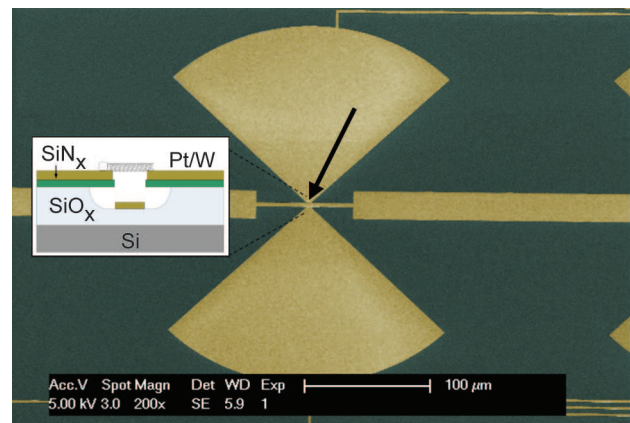 SiNx
Pt/W
SiOx
Si
Acc.V Spot Magn Det WD Exp 100 μm
5.00 kV 3.0 200x SE 5.9 1